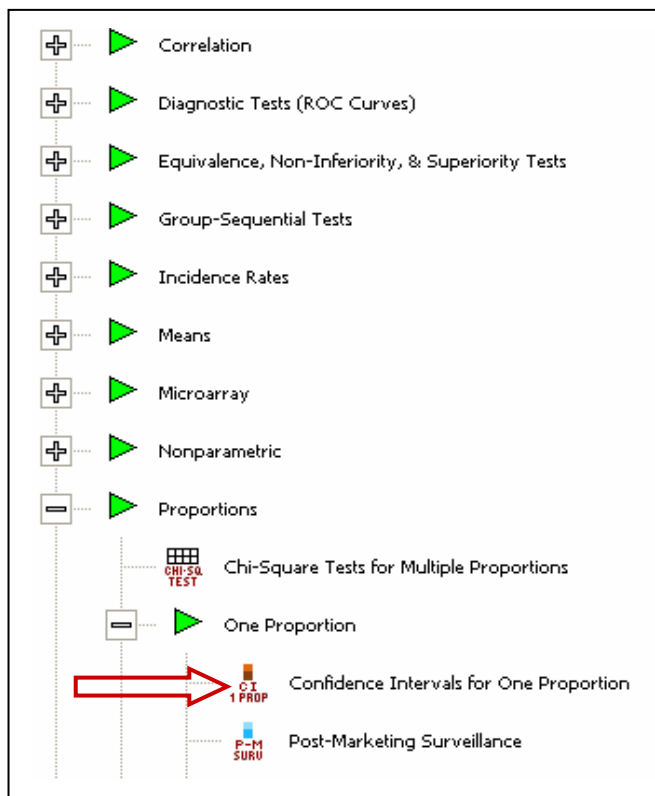 Correlation
Diagnostic Tests (ROC Curves)
Equivalence, Non-Inferiority, & Superiority Tests
Group-Sequential Tests
Incidence Rates
Means
Microarray
Nonparametric
Proportions
CHI-SQ
TEST
Chi-Square Tests for Multiple Proportions
One Proportion
CI
1 PROP
Confidence Intervals for One Proportion
P-M
SURV
Post-Marketing Surveillance